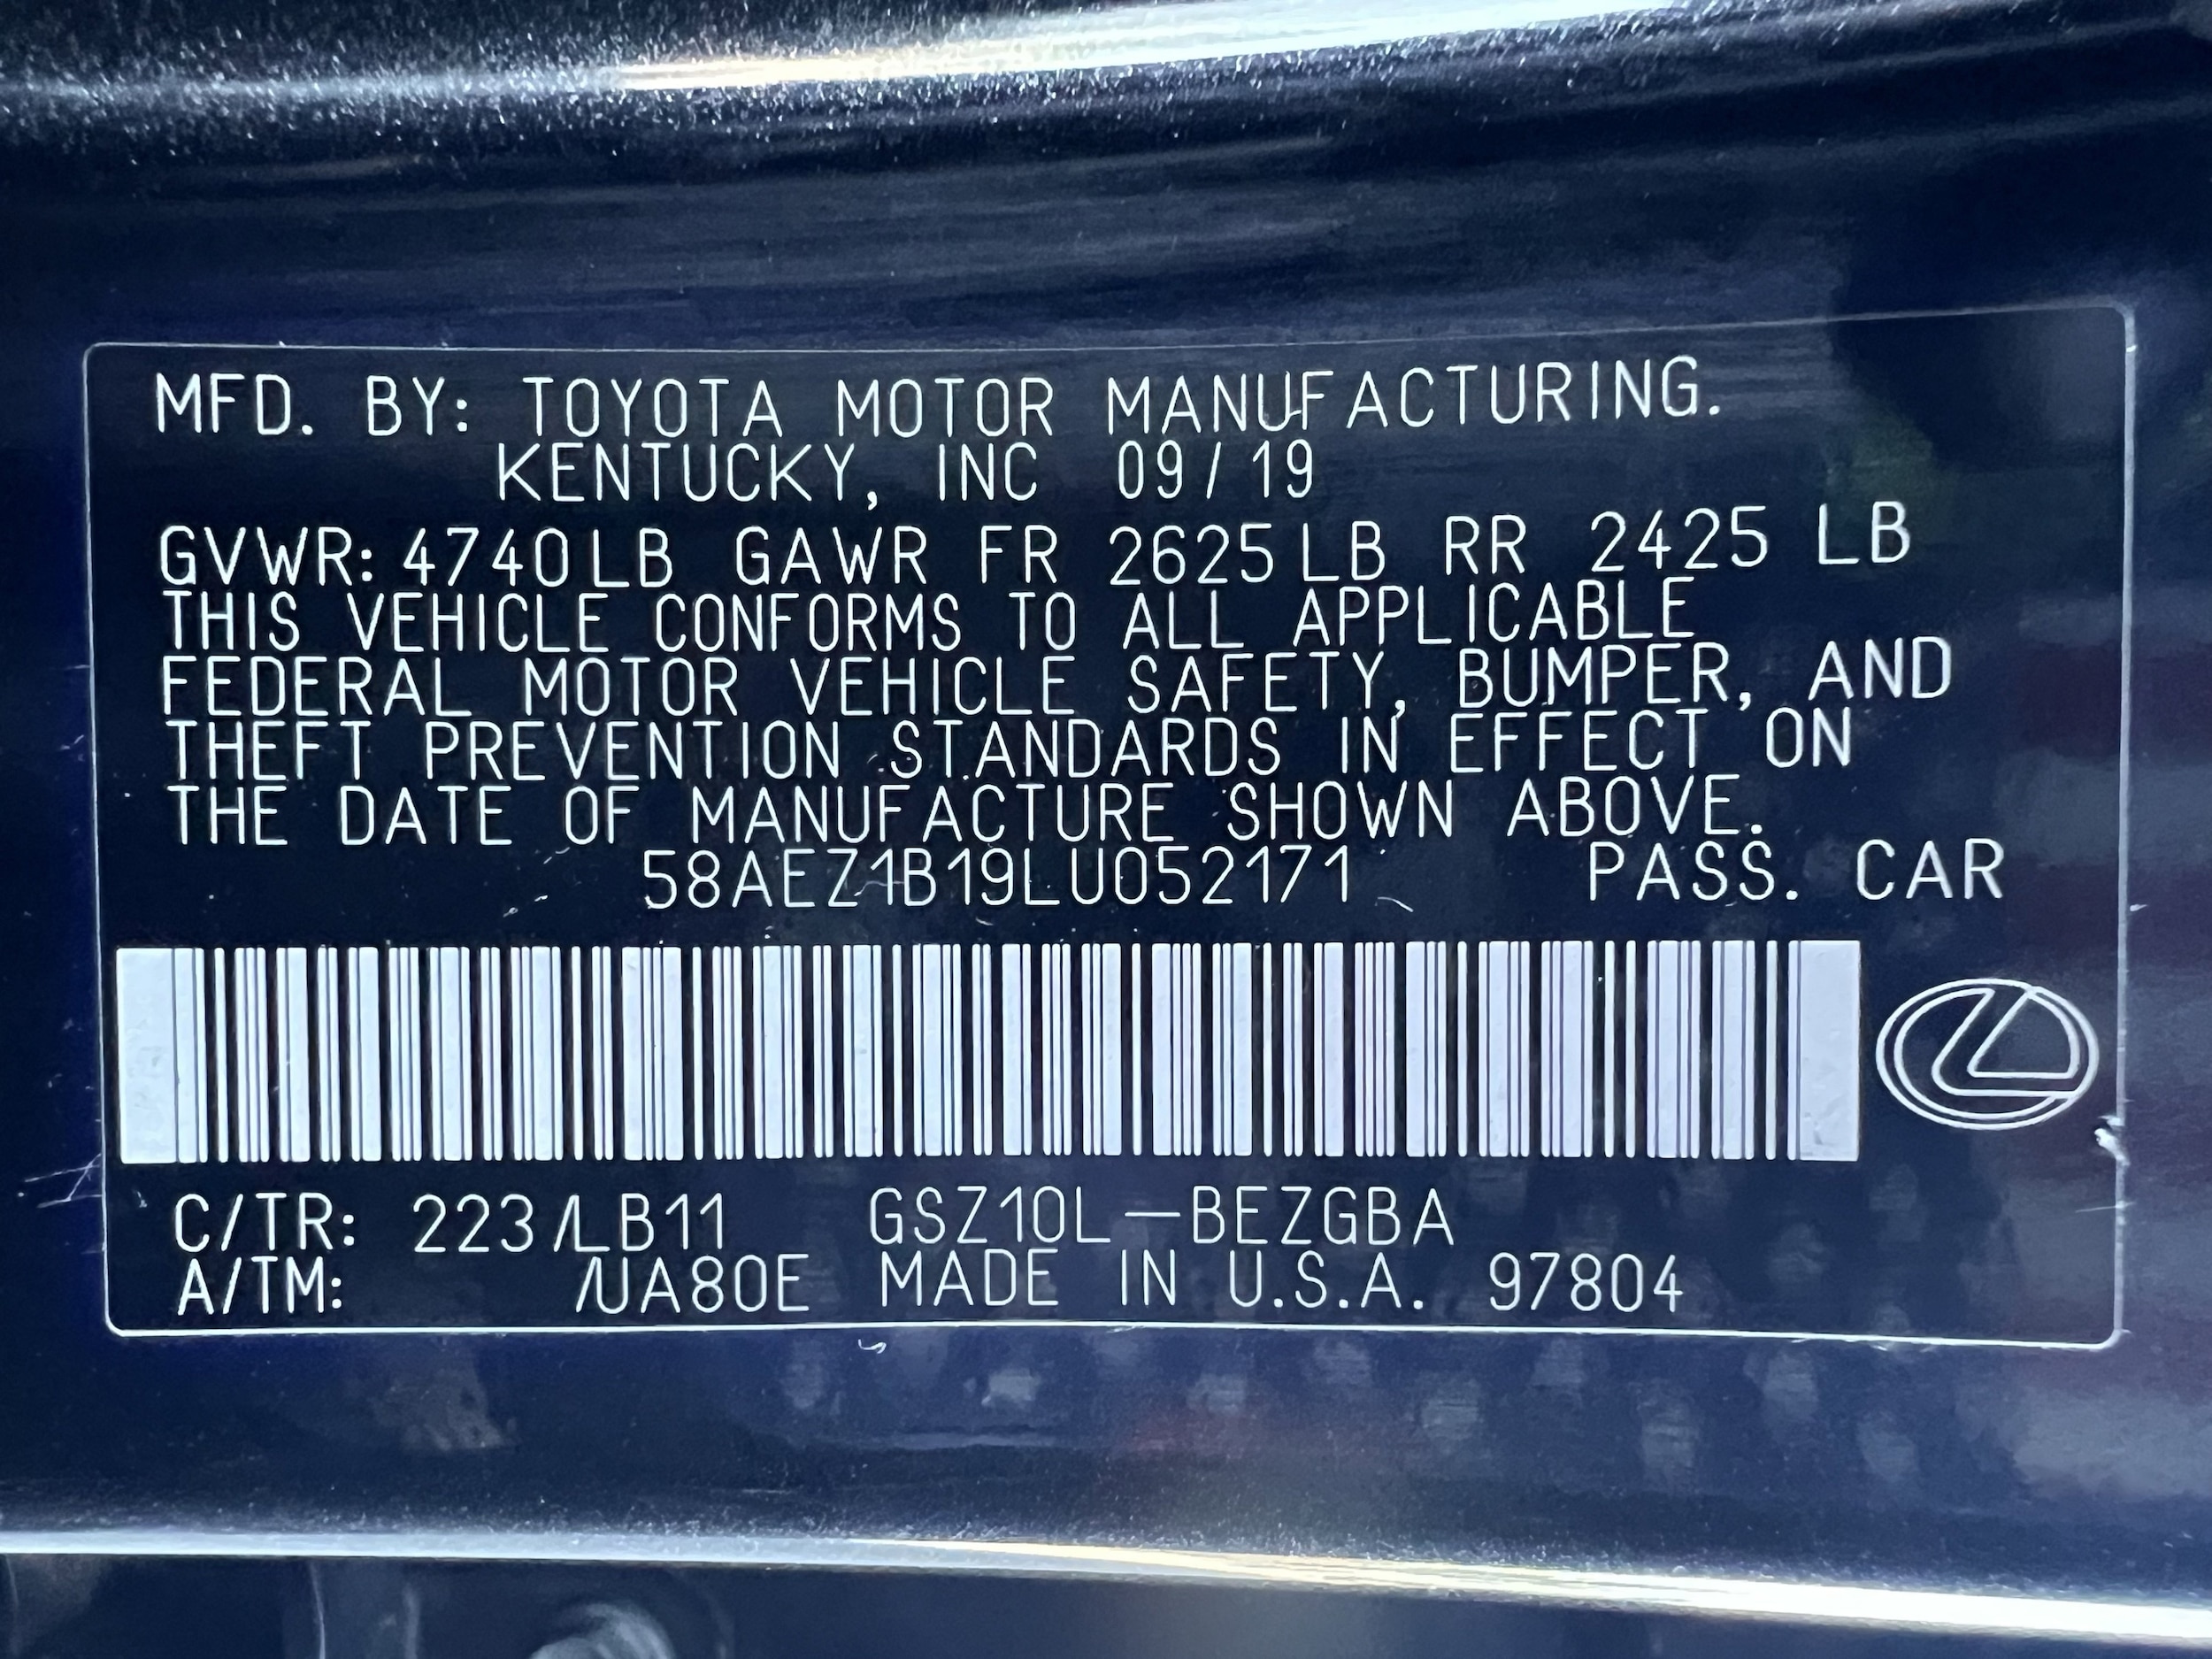 MFD. BY: TOYOTA MOTOR MANUFACTURING.
KENTUCKY, INC 09/19
GVWR: 4740LB GAWR FR 2625LB RR 2425 LB
THIS VEHICLE CONFORMS TO ALL APPLICABLE
FEDERAL MOTOR VEHICLE SAFETY, BUMPER, AND
THEFT PREVENTION STANDARDS IN EFFECT ON
THE DATE OF MANUFACTURE SHOWN ABOVE.
58AEZ1B19LU052171 PASS. CAR
C/TR: 223/LB11 GSZ10L-BEZGBA
A/TM: /UA80E MADE IN U.S.A. 97804